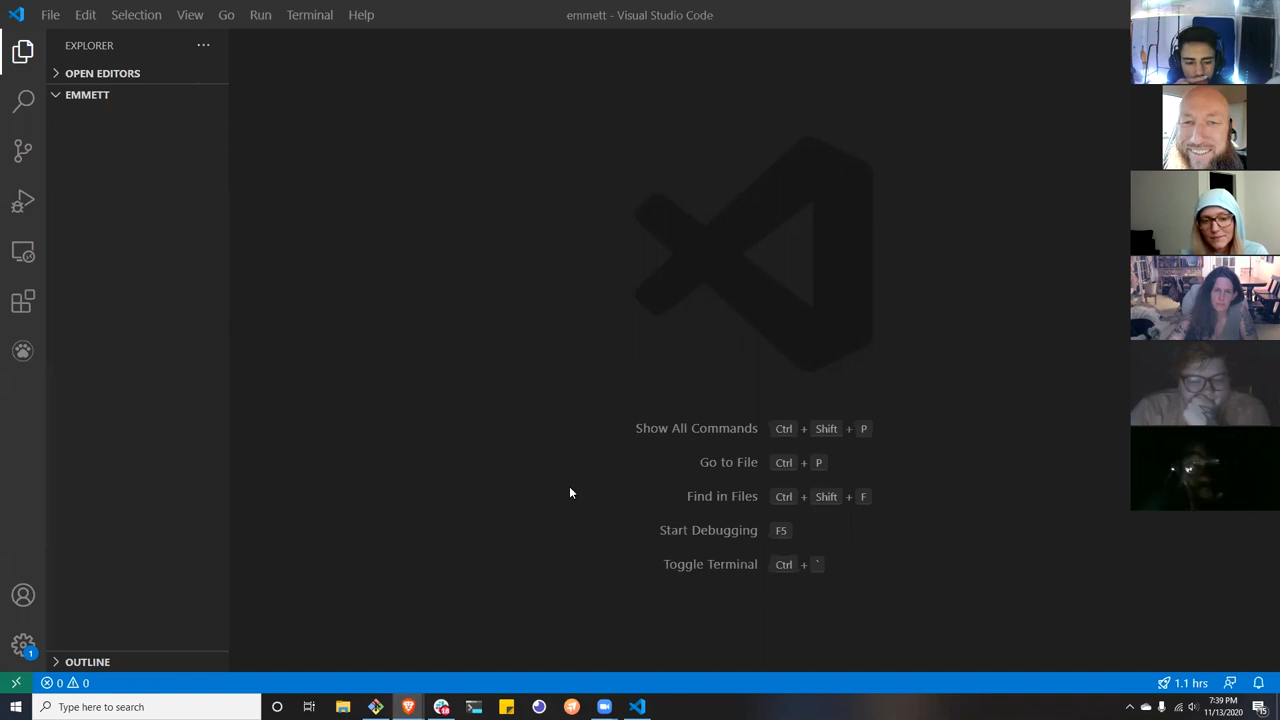 File Edit Selection View Go Run Terminal Help
emmett - Visual Studio Code
EXPLORER
OPEN EDITORS
EMMETT
Show All Commands Ctrl + Shift + P
Go to File Ctrl + P
Find in Files Ctrl + Shift + F
Start Debugging F5
Toggle Terminal Ctrl + `
OUTLINE
1
0 0
1.1 hrs
Type here to search
7:39 PM
11/13/2020